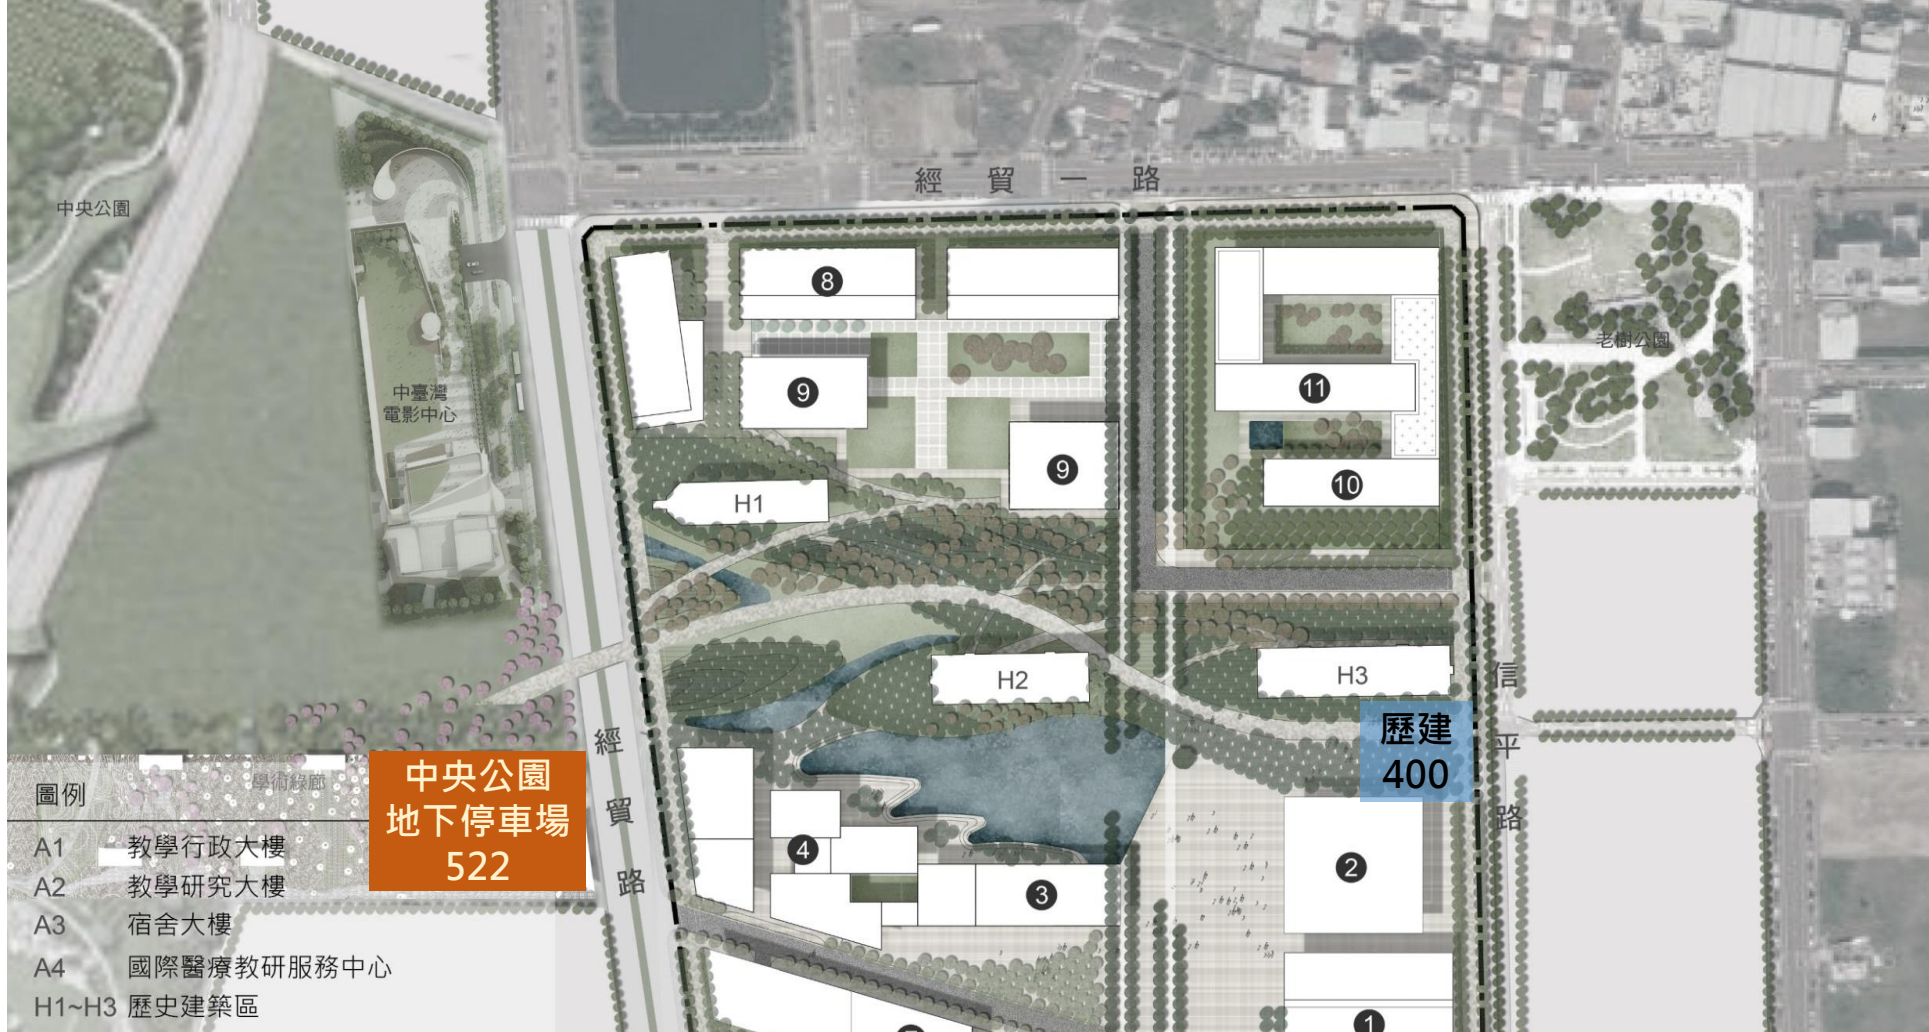 經貿一路
中央公園
8
老樹公園
中臺灣
電影中心
9
11
9
10
H1
H2
H3
信平路
歷建
400
經貿路
學術綠廊
中央公園
地下停車場
522
4
3
2
1
圖例
A1 教學行政大樓
A2 教學研究大樓
A3 宿舍大樓
A4 國際醫療教研服務中心
H1~H3 歷史建築區